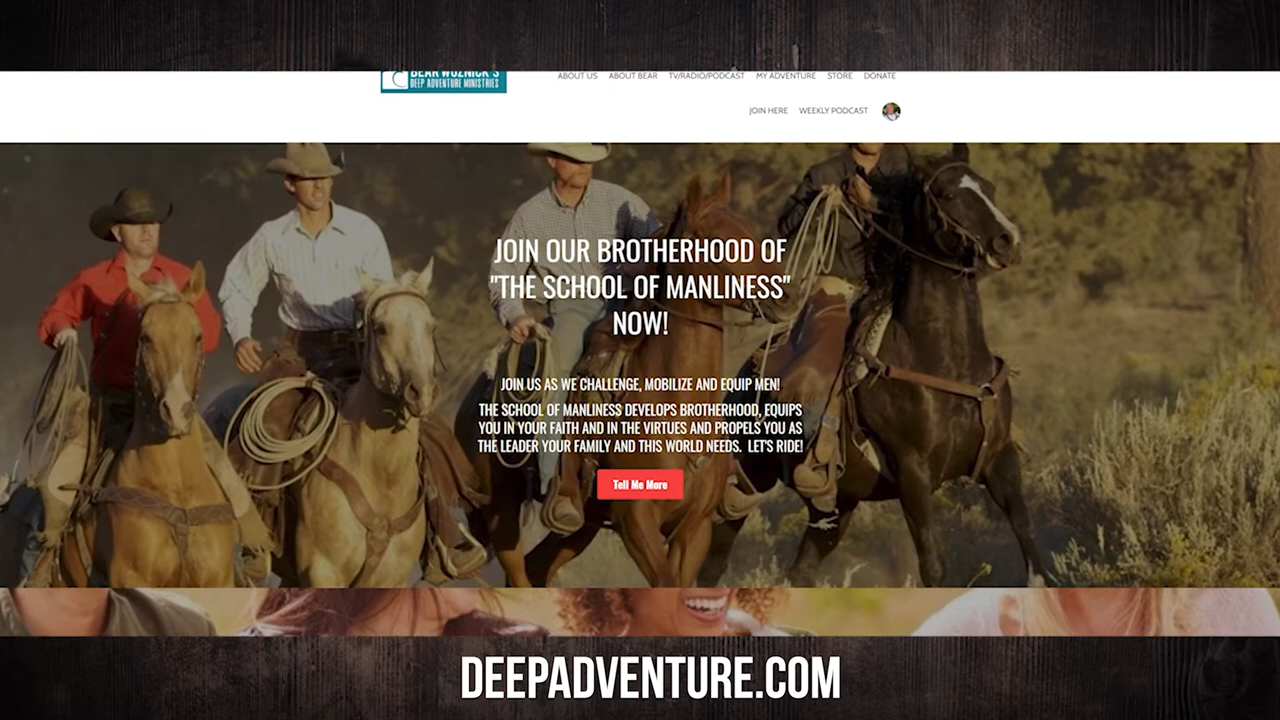 BEAR WOZNICK'S
DEEP ADVENTURE MINISTRIES
ABOUT US ABOUT BEAR TV/RADIO/PODCAST MY ADVENTURE STORE DONATE
JOIN HERE WEEKLY PODCAST
JOIN OUR BROTHERHOOD OF
"THE SCHOOL OF MANLINESS"
NOW!
JOIN US AS WE CHALLENGE, MOBILIZE AND EQUIP MEN!
THE SCHOOL OF MANLINESS DEVELOPS BROTHERHOOD, EQUIPS
YOU IN YOUR FAITH AND IN THE VIRTUES AND PROPELS YOU AS
THE LEADER YOUR FAMILY AND THIS WORLD NEEDS. LET'S RIDE!
Tell Me More
DEEPADVENTURE.COM